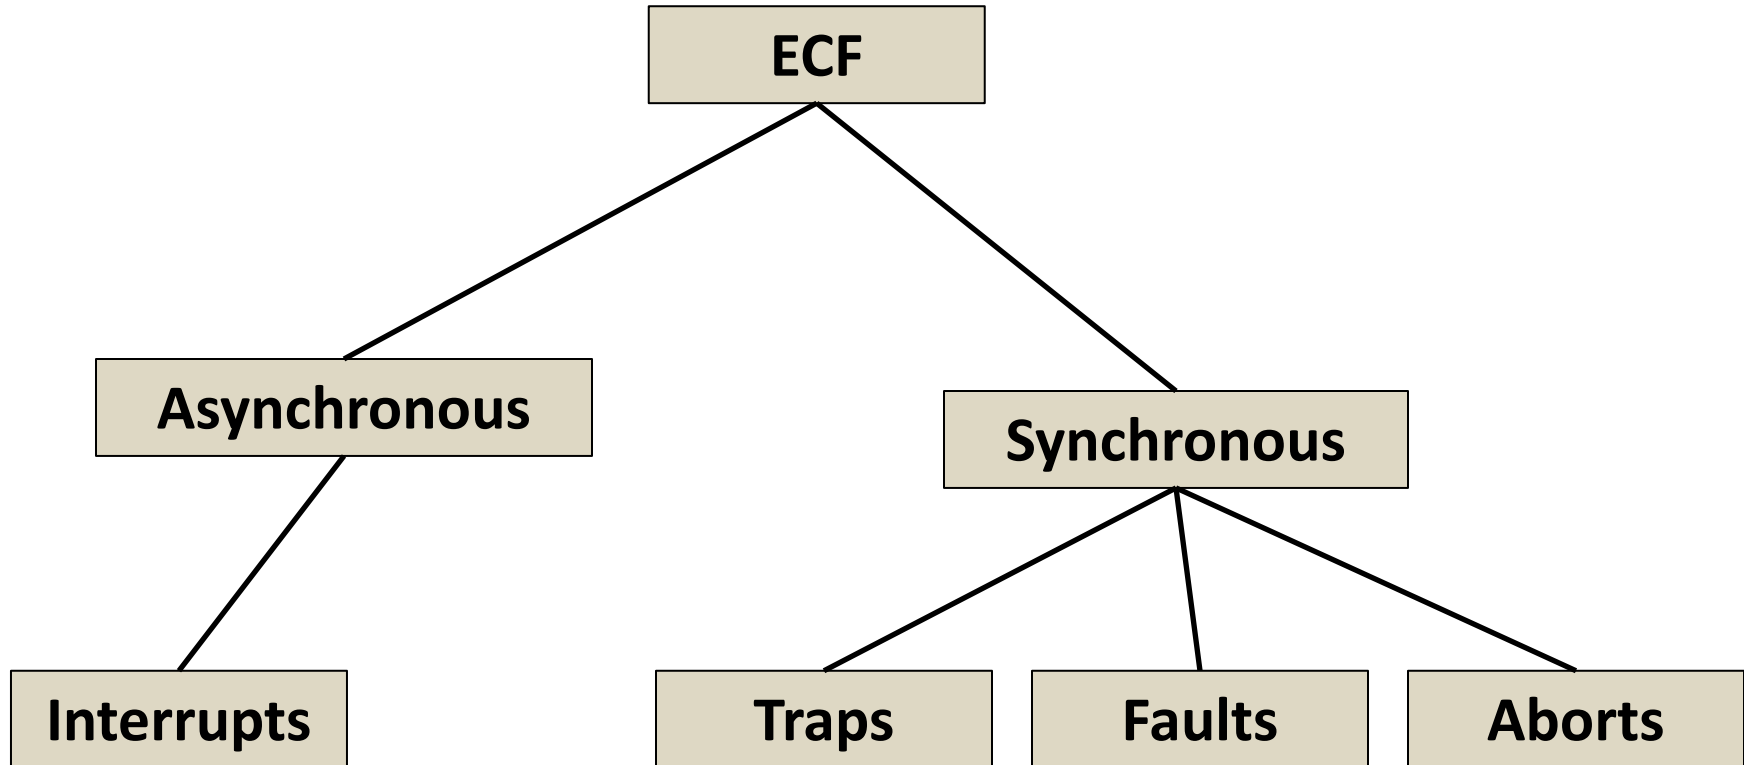 ECF
Asynchronous
Synchronous
Interrupts
Traps
Faults
Aborts